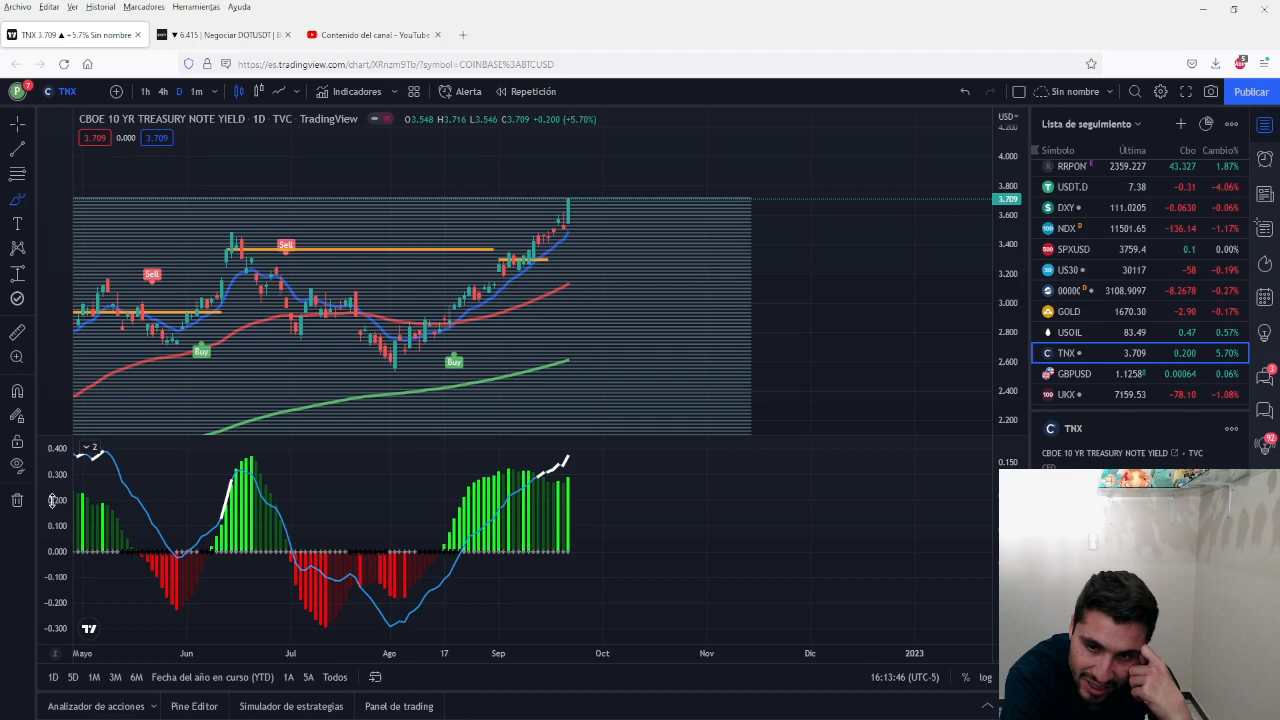 Archivo Editar Ver Historial Marcadores Herramientas Ayuda
TNX 3.709 ▲ +5.7% Sin nombre
▼ 6.415 | Negociar DOTUSDT | B
Contenido del canal - YouTube
https://es.tradingview.com/chart/XRnzm9Tb/?symbol=COINBASE%3ABTCUSD
5
P
7
TNX
1h 4h D 1m
Indicadores
Alerta
Repetición
Sin nombre
Publicar
CBOE 10 YR TREASURY NOTE YIELD · 1D · TVC · TradingView
O3.548 H3.716 L3.546 C3.709 +0.200 (+5.70%)
3.709 0.000 3.709
USD
4.200
4.000
3.800
3.709
3.600
3.400
3.200
3.000
2.800
2.600
2.400
2.200
Sell
Sell
Buy
Buy
2
0.400
0.300
0.200
0.100
0.000
−0.100
−0.200
−0.300
0.150
Z
Mayo Jun Jul Ago 17 Sep Oct Nov Dic 2023
1D 5D 1M 3M 6M Fecha del año en curso (YTD) 1A 5A Todos
16:13:46 (UTC-5)
% log
Analizador de acciones Pine Editor Simulador de estrategias Panel de trading
Lista de seguimiento
Símbolo Última Cbo Cambio%
RRPON E 2359.227 43.327 1.87%
USDT.D 7.38 −0.31 −4.06%
DXY 111.0205 −0.0630 −0.06%
NDX D 11501.65 −136.14 −1.17%
SPXUSD 3759.4 0.1 0.00%
US30 30117 −58 −0.19%
0000 D 3108.9097 −8.2678 −0.27%
GOLD 1670.30 −2.90 −0.17%
USOIL 83,49 0.47 0.57%
TNX 3.709 0.200 5.70%
GBPUSD 1.1258⁸ 0.00064 0.06%
UKX 7159.53 −78.10 −1.08%
TNX
CBOE 10 YR TREASURY NOTE YIELD · TVC
CFD
3
92